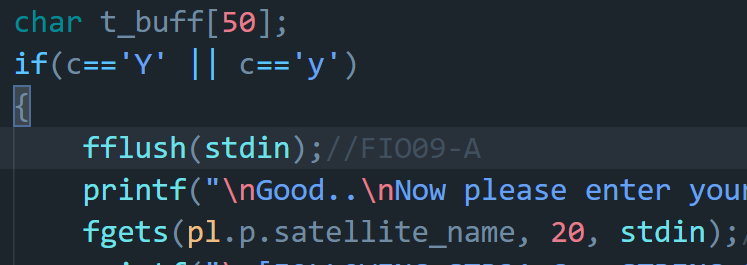 char t_buff[50];
if(c=='Y' || c=='y')
{
fflush(stdin);//FIO09-A
printf("\nGood..\nNow please enter your
fgets(pl.p.satellite_name, 20, stdin);/